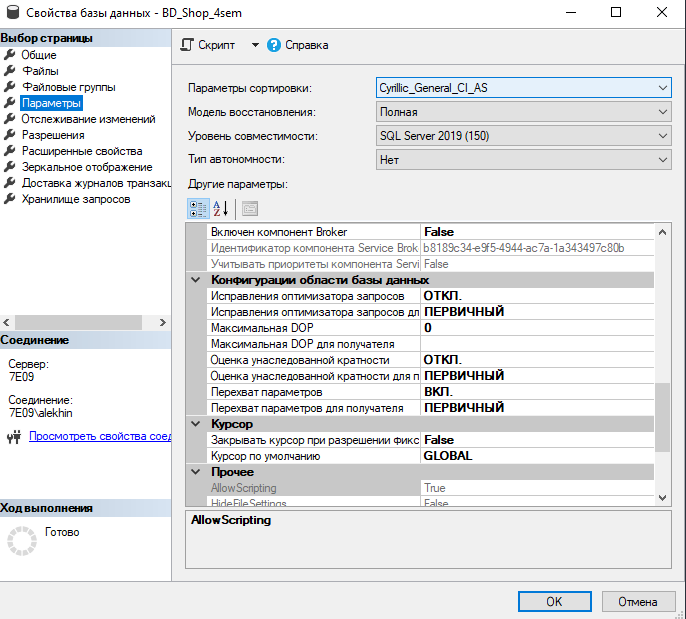 Свойства базы данных - BD_Shop_4sem
Выбор страницы
Общие
Файлы
Файловые группы
Параметры
Отслеживание изменений
Разрешения
Расширенные свойства
Зеркальное отображение
Доставка журналов транзакц
Хранилище запросов
Соединение
Сервер:
7E09
Соединение:
7E09\alekhin
Просмотреть свойства соед
Ход выполнения
Готово
Скрипт
Справка
Параметры сортировки: Cyrillic_General_CI_AS
Модель восстановления: Полная
Уровень совместимости: SQL Server 2019 (150)
Тип автономности: Нет
Другие параметры:
Включен компонент Broker False
Идентификатор компонента Service Brok b8189c34-e9f5-4944-ac7a-1a343497c80b
Учитывать приоритеты компонента Servi False
Конфигурации области базы данных
Исправления оптимизатора запросов ОТКЛ.
Исправления оптимизатора запросов дл ПЕРВИЧНЫЙ
Максимальная DOP 0
Максимальная DOP для получателя
Оценка унаследованной кратности ОТКЛ.
Оценка унаследованной кратности для п ПЕРВИЧНЫЙ
Перехват параметров ВКЛ.
Перехват параметров для получателя ПЕРВИЧНЫЙ
Курсор
Закрывать курсор при разрешении фикс False
Курсор по умолчанию GLOBAL
Прочее
AllowScripting True
HideFileSettings False
AllowScripting
OK
Отмена